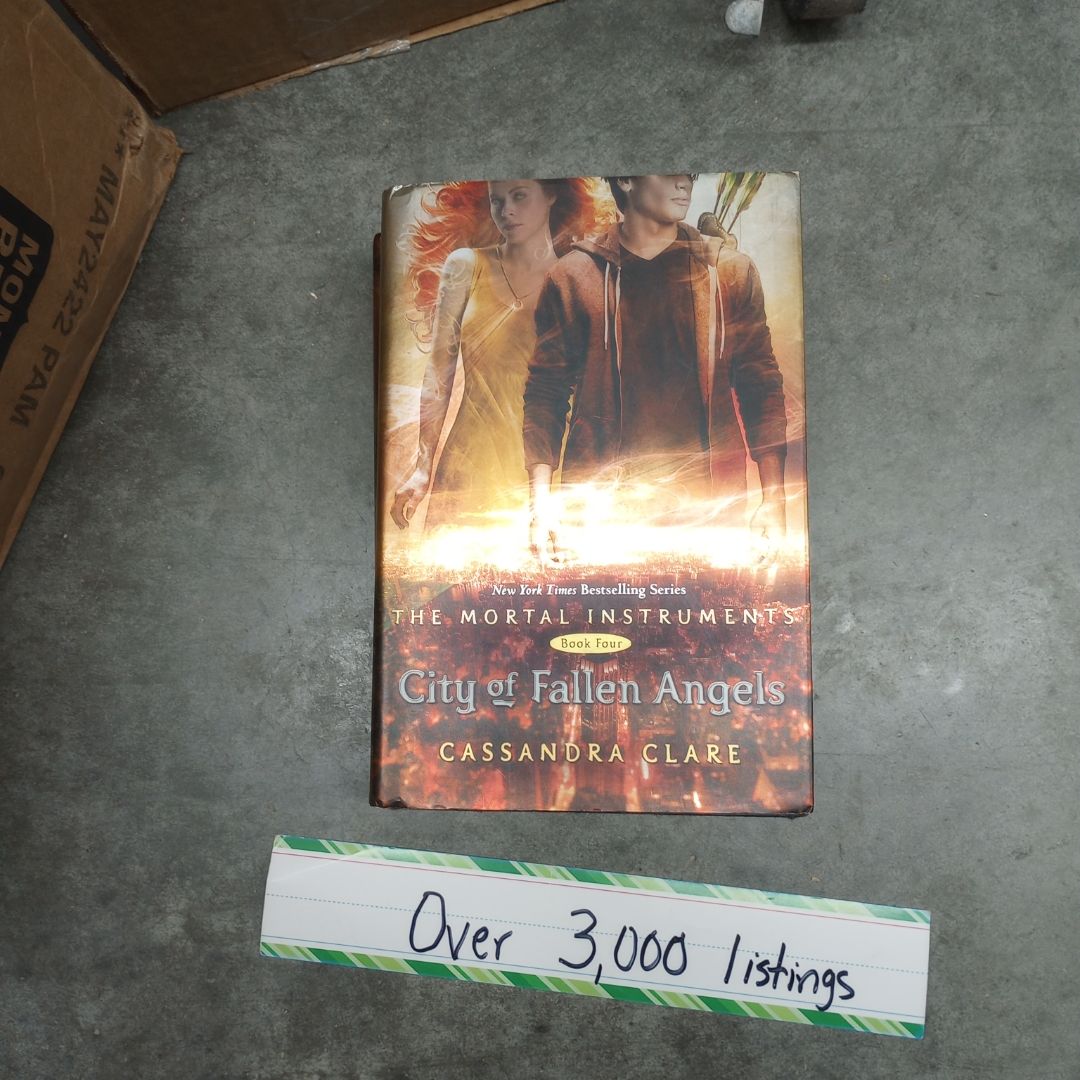 MAY2422 PAM
New York Times Bestselling Series
THE MORTAL INSTRUMENTS
Book Four
City of Fallen Angels
CASSANDRA CLARE
Over 3,000 listings